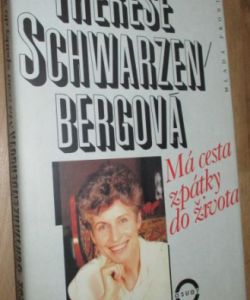 THERESE
SCHWARZEN/
BERGOVÁ
Má cesta
zpátky
do života